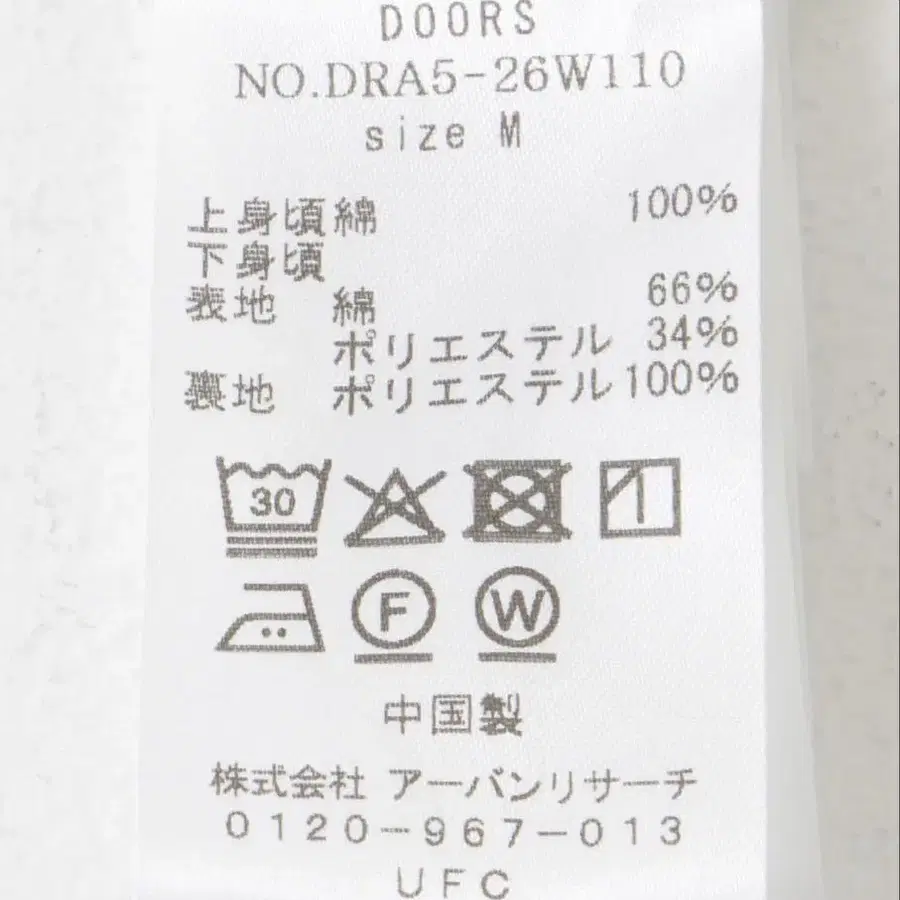 DOORS
NO.DRA5-26W110
size M
上身頃綿 100%
下身頃
表地 綿 66%
ポリエステル 34%
裏地 ポリエステル100%
30
F W
中国製
株式会社 アーバンリサーチ
0120-967-013
UFC